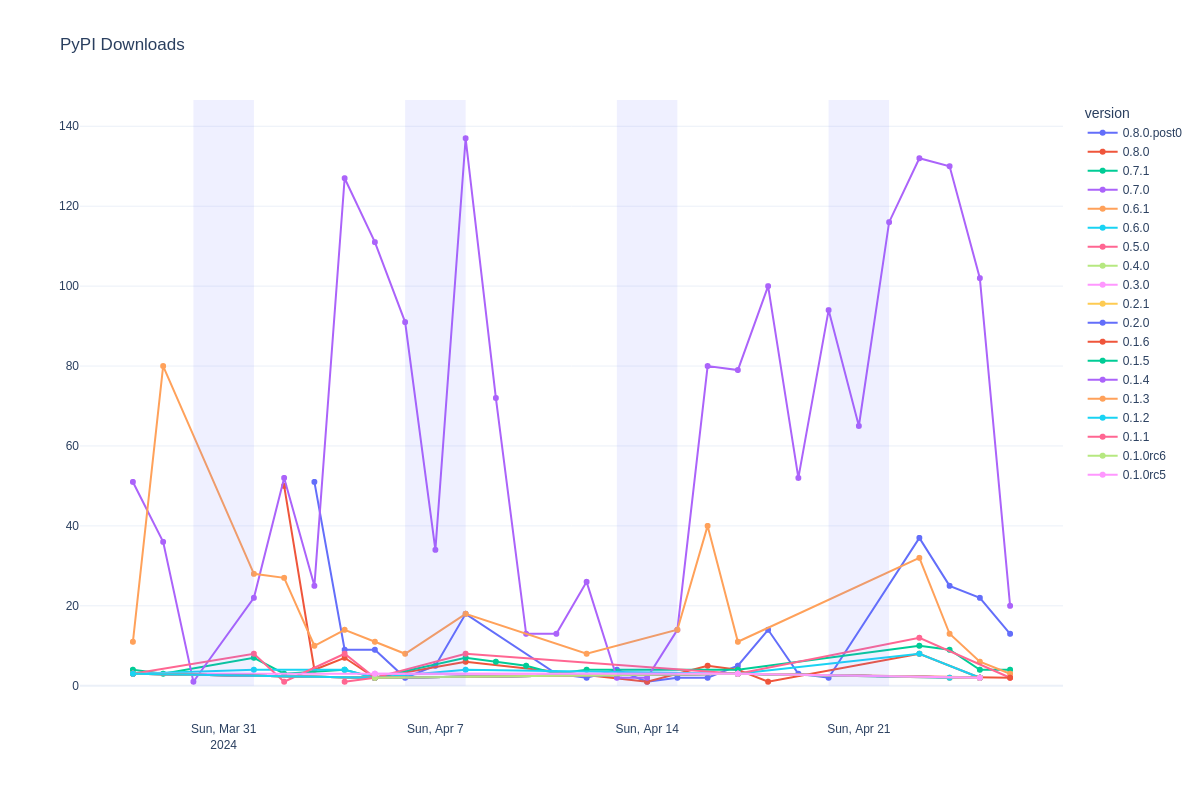 PyPI Downloads
140
120
100
80
60
40
20
0
Sun, Mar 31
2024
Sun, Apr 7
Sun, Apr 14
Sun, Apr 21
version
0.8.0.post0
0.8.0
0.7.1
0.7.0
0.6.1
0.6.0
0.5.0
0.4.0
0.3.0
0.2.1
0.2.0
0.1.6
0.1.5
0.1.4
0.1.3
0.1.2
0.1.1
0.1.0rc6
0.1.0rc5